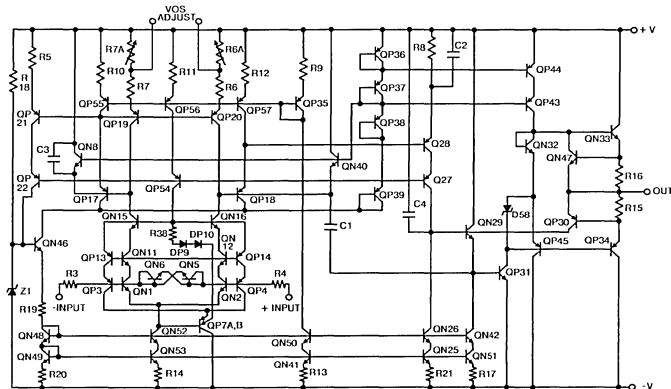 VOS
ADJUST
+ V
R5
R
18
R7A
R10
R7
R11
R6A
R6
R12
R9
QP36
R8
C2
QP44
QP37
QP43
QP55
QP56
QP57
QP35
QP
21
QP19
QP20
QP38
QN33
QN32
QN47
C3
QN8
QN40
Q28
R16
OUT
QP
22
QP54
Q27
R15
QP17
QP18
QP39
D58
QP30
QN15
QN16
C1
C4
QN29
QN46
R38
DP10
DP9
QP45
QP34
QP13
QN11
QN
12
QP14
QN6
QN5
QP31
R3
R4
Z1
QP3
QN1
QN2
QP4
-INPUT
+ INPUT
R19
QP7A,B
QN48
QN52
QN50
QN26
QN42
QN49
QN53
QN41
QN25
QN51
R20
R14
R13
R21
R17
-V